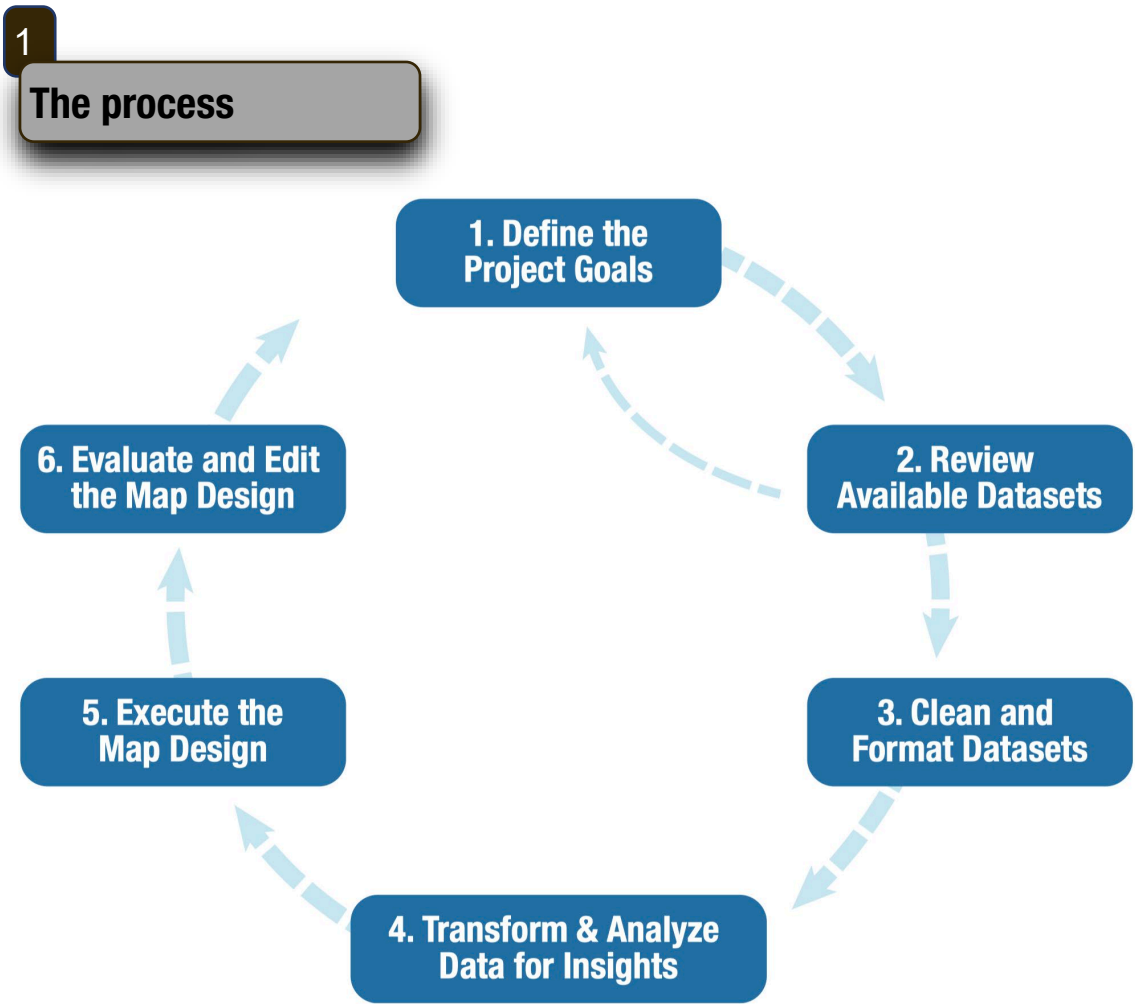 1
The process
1. Define the
Project Goals
2. Review
Available Datasets
3. Clean and
Format Datasets
4. Transform & Analyze
Data for Insights
5. Execute the
Map Design
6. Evaluate and Edit
the Map Design